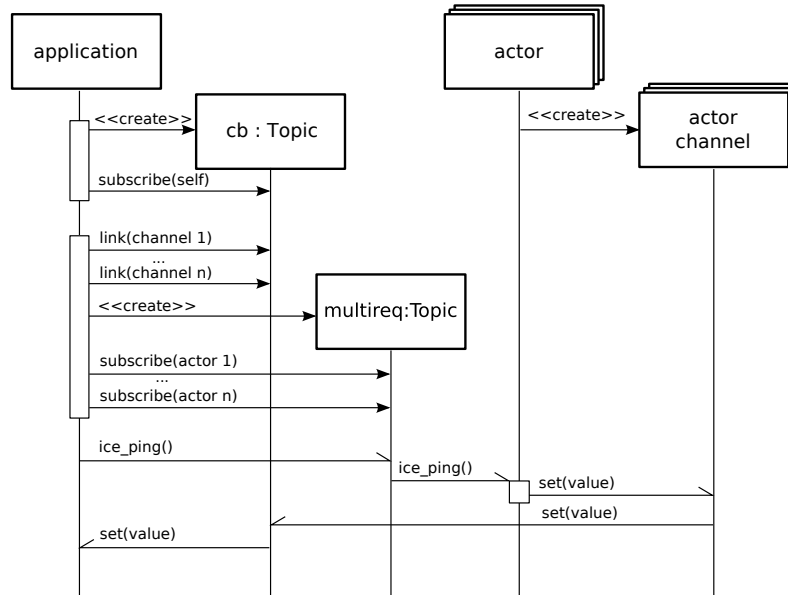 application
actor
<<create>>
cb : Topic
<<create>>
actor
channel
subscribe(self)
link(channel 1)
...
link(channel n)
<<create>>
multireq:Topic
subscribe(actor 1)
...
subscribe(actor n)
ice_ping()
ice_ping()
set(value)
set(value)
set(value)